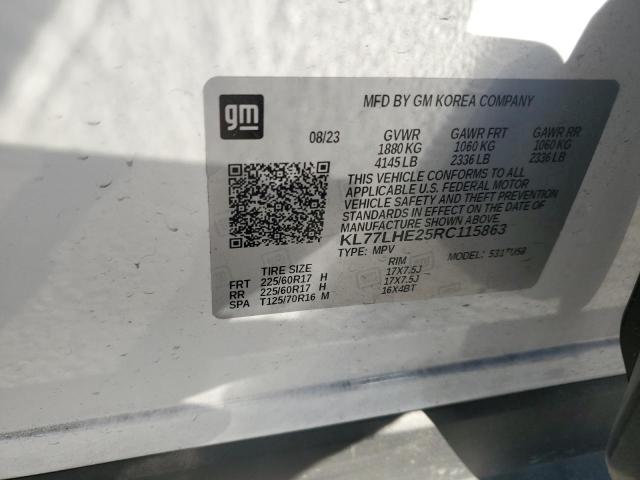 gm
MFD BY GM KOREA COMPANY
08/23 GVWR GAWR FRT GAWR RR
1880 KG 1060 KG 1060 KG
4145 LB 2336 LB 2336 LB
THIS VEHICLE CONFORMS TO ALL
APPLICABLE U.S. FEDERAL MOTOR
VEHICLE SAFETY AND THEFT PREVENTION
STANDARDS IN EFFECT ON THE DATE OF
MANUFACTURE SHOWN ABOVE.
KL77LHE25RC115863
TYPE: MPV MODEL:
TIRE SIZE RIM
FRT 225/60R17 H 17X7.5J
RR 225/60R17 H 17X7.5J
SPA T125/70R16 M 16X4BT